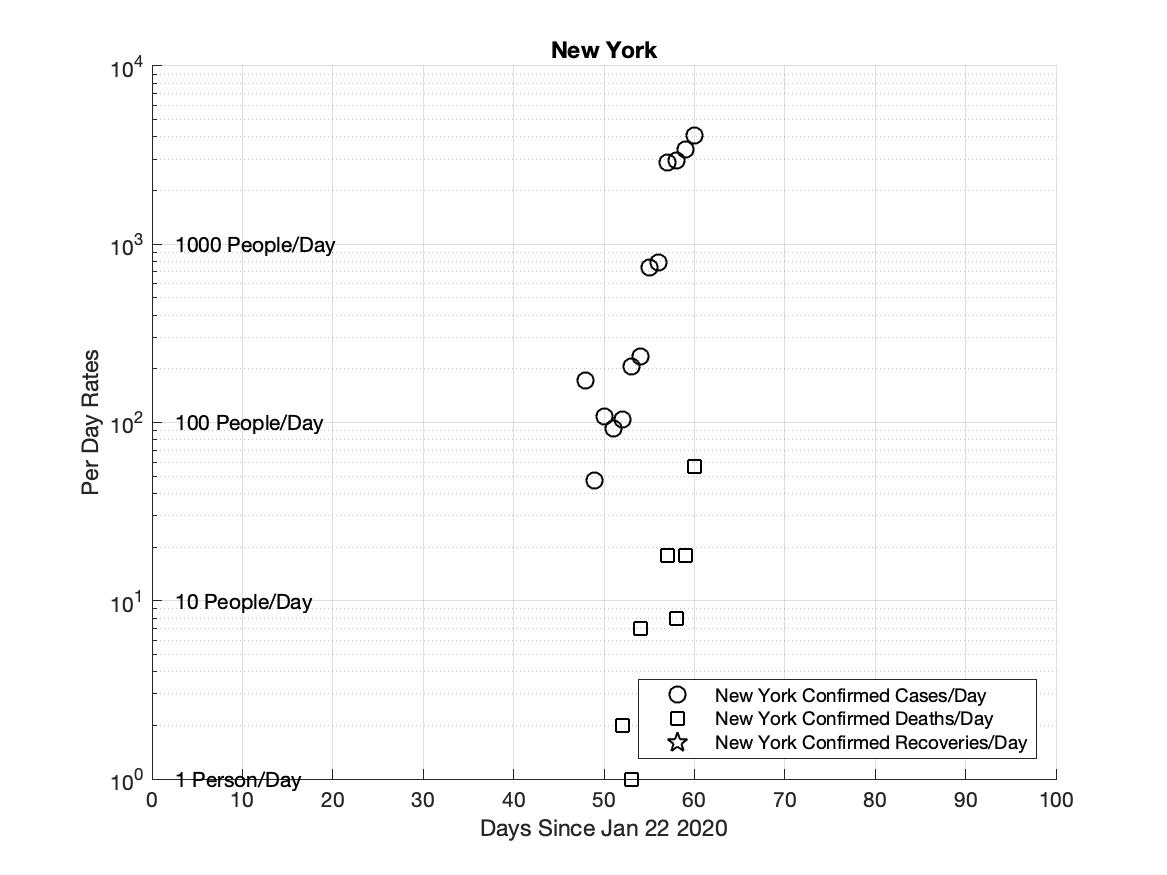 New York
10^4
10^3
1000 People/Day
10^2
100 People/Day
10^1
10 People/Day
10^0
1 Person/Day
Per Day Rates
0 10 20 30 40 50 60 70 80 90 100
Days Since Jan 22 2020
New York Confirmed Cases/Day
New York Confirmed Deaths/Day
New York Confirmed Recoveries/Day